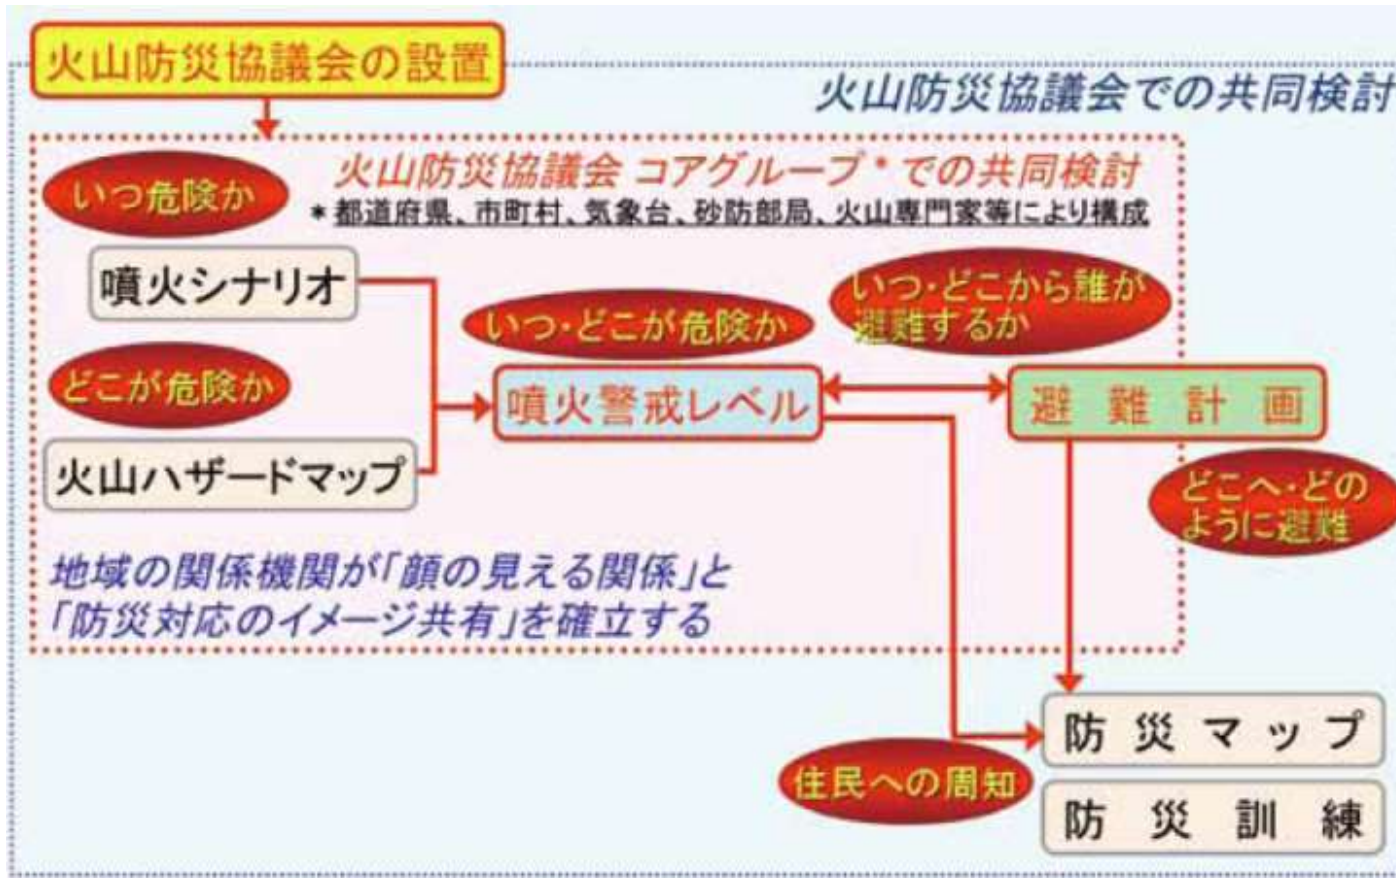 火山防災協議会の設置
火山防災協議会での共同検討
いつ危険か
火山防災協議会 コアグループ*での共同検討
*都道府県、市町村、気象台、砂防部局、火山専門家等により構成
噴火シナリオ
いつ・どこが危険か
いつ・どこから誰が
避難するか
どこが危険か
噴火警戒レベル
避難計画
火山ハザードマップ
どこへ・どの
ように避難
地域の関係機関が「顔の見える関係」と
「防災対応のイメージ共有」を確立する
防災マップ
住民への周知
防災訓練